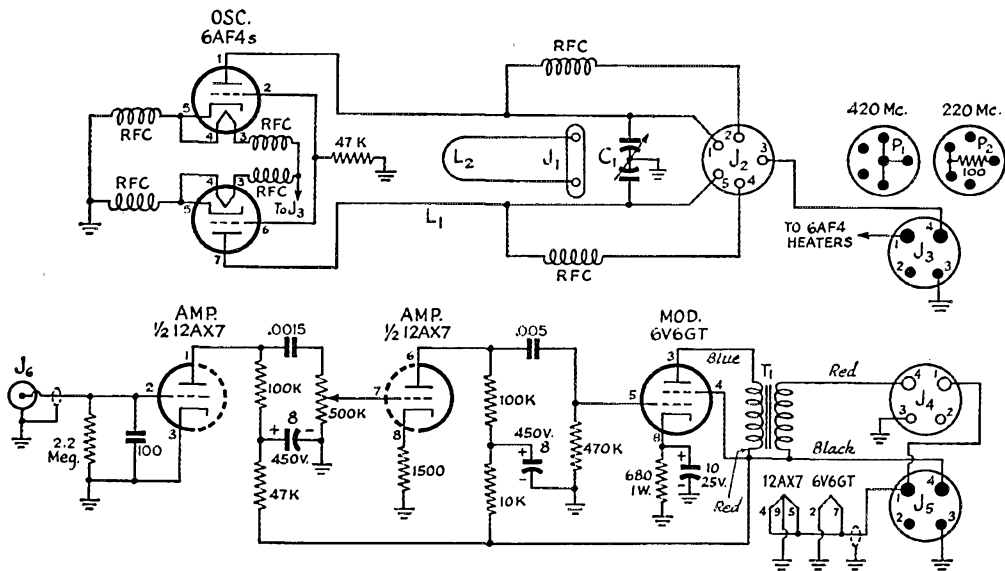 OSC.
6AF4s
1
2
5
4
3
RFC
RFC
47 K
RFC
RFC
To J3
4
3
5
6
7
L1
L2
J1
C1
RFC
RFC
1
2
3
4
5
J2
420 Mc.
P1
220 Mc.
P2
100
TO 6AF4
HEATERS
1
4
2
3
J3
J6
2.2
Meg.
100
AMP.
½ 12AX7
1
2
3
.0015
100K
500K
+ 8 -
450V.
47K
AMP.
½ 12AX7
6
7
8
1500
.005
100K
450V.
+ 8 -
470K
10K
MOD.
6V6GT
3
4
5
8
680
1W.
+
10
25V.
Blue
T1
Red
Red
Black
4
1
3
2
J4
12AX7 6V6GT
4 9 5
2 7
1
4
2
3
J5